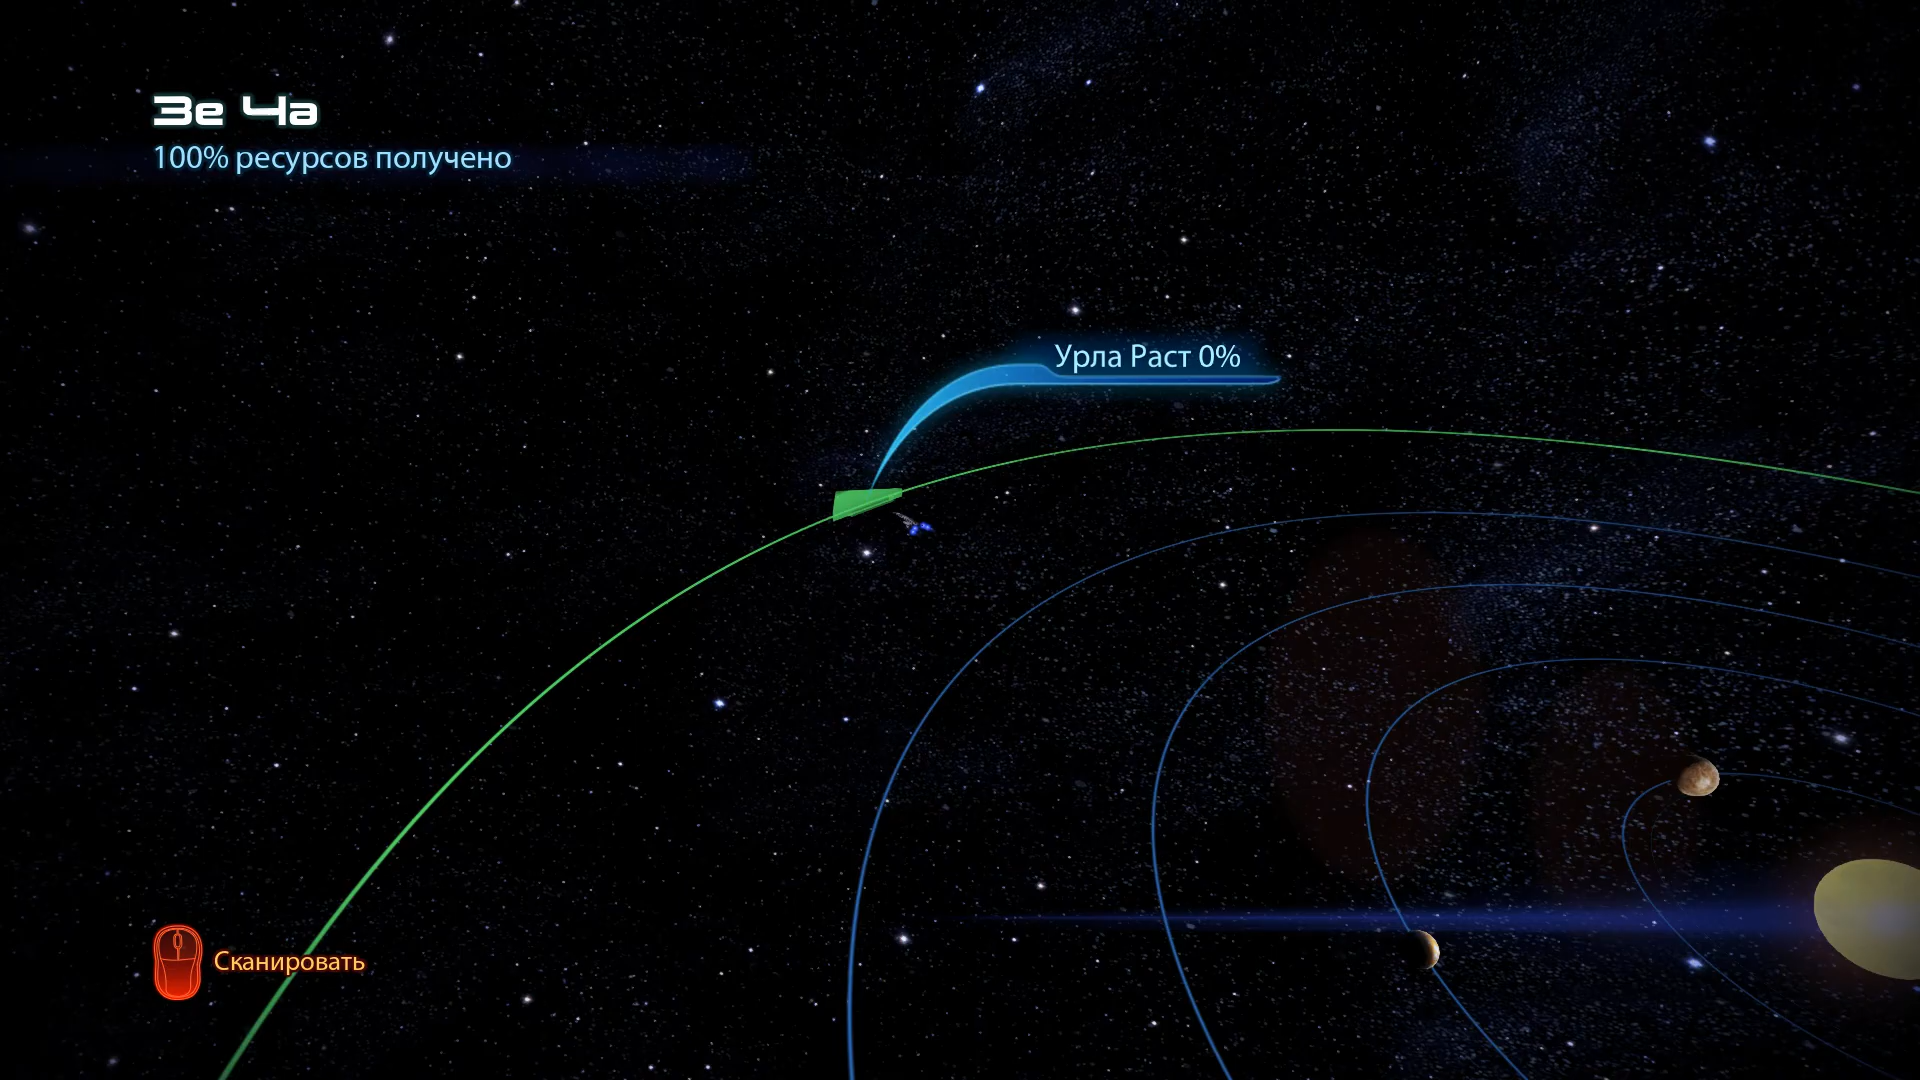 Зе Ча
100% ресурсов получено
Урла Раст 0%
Сканировать